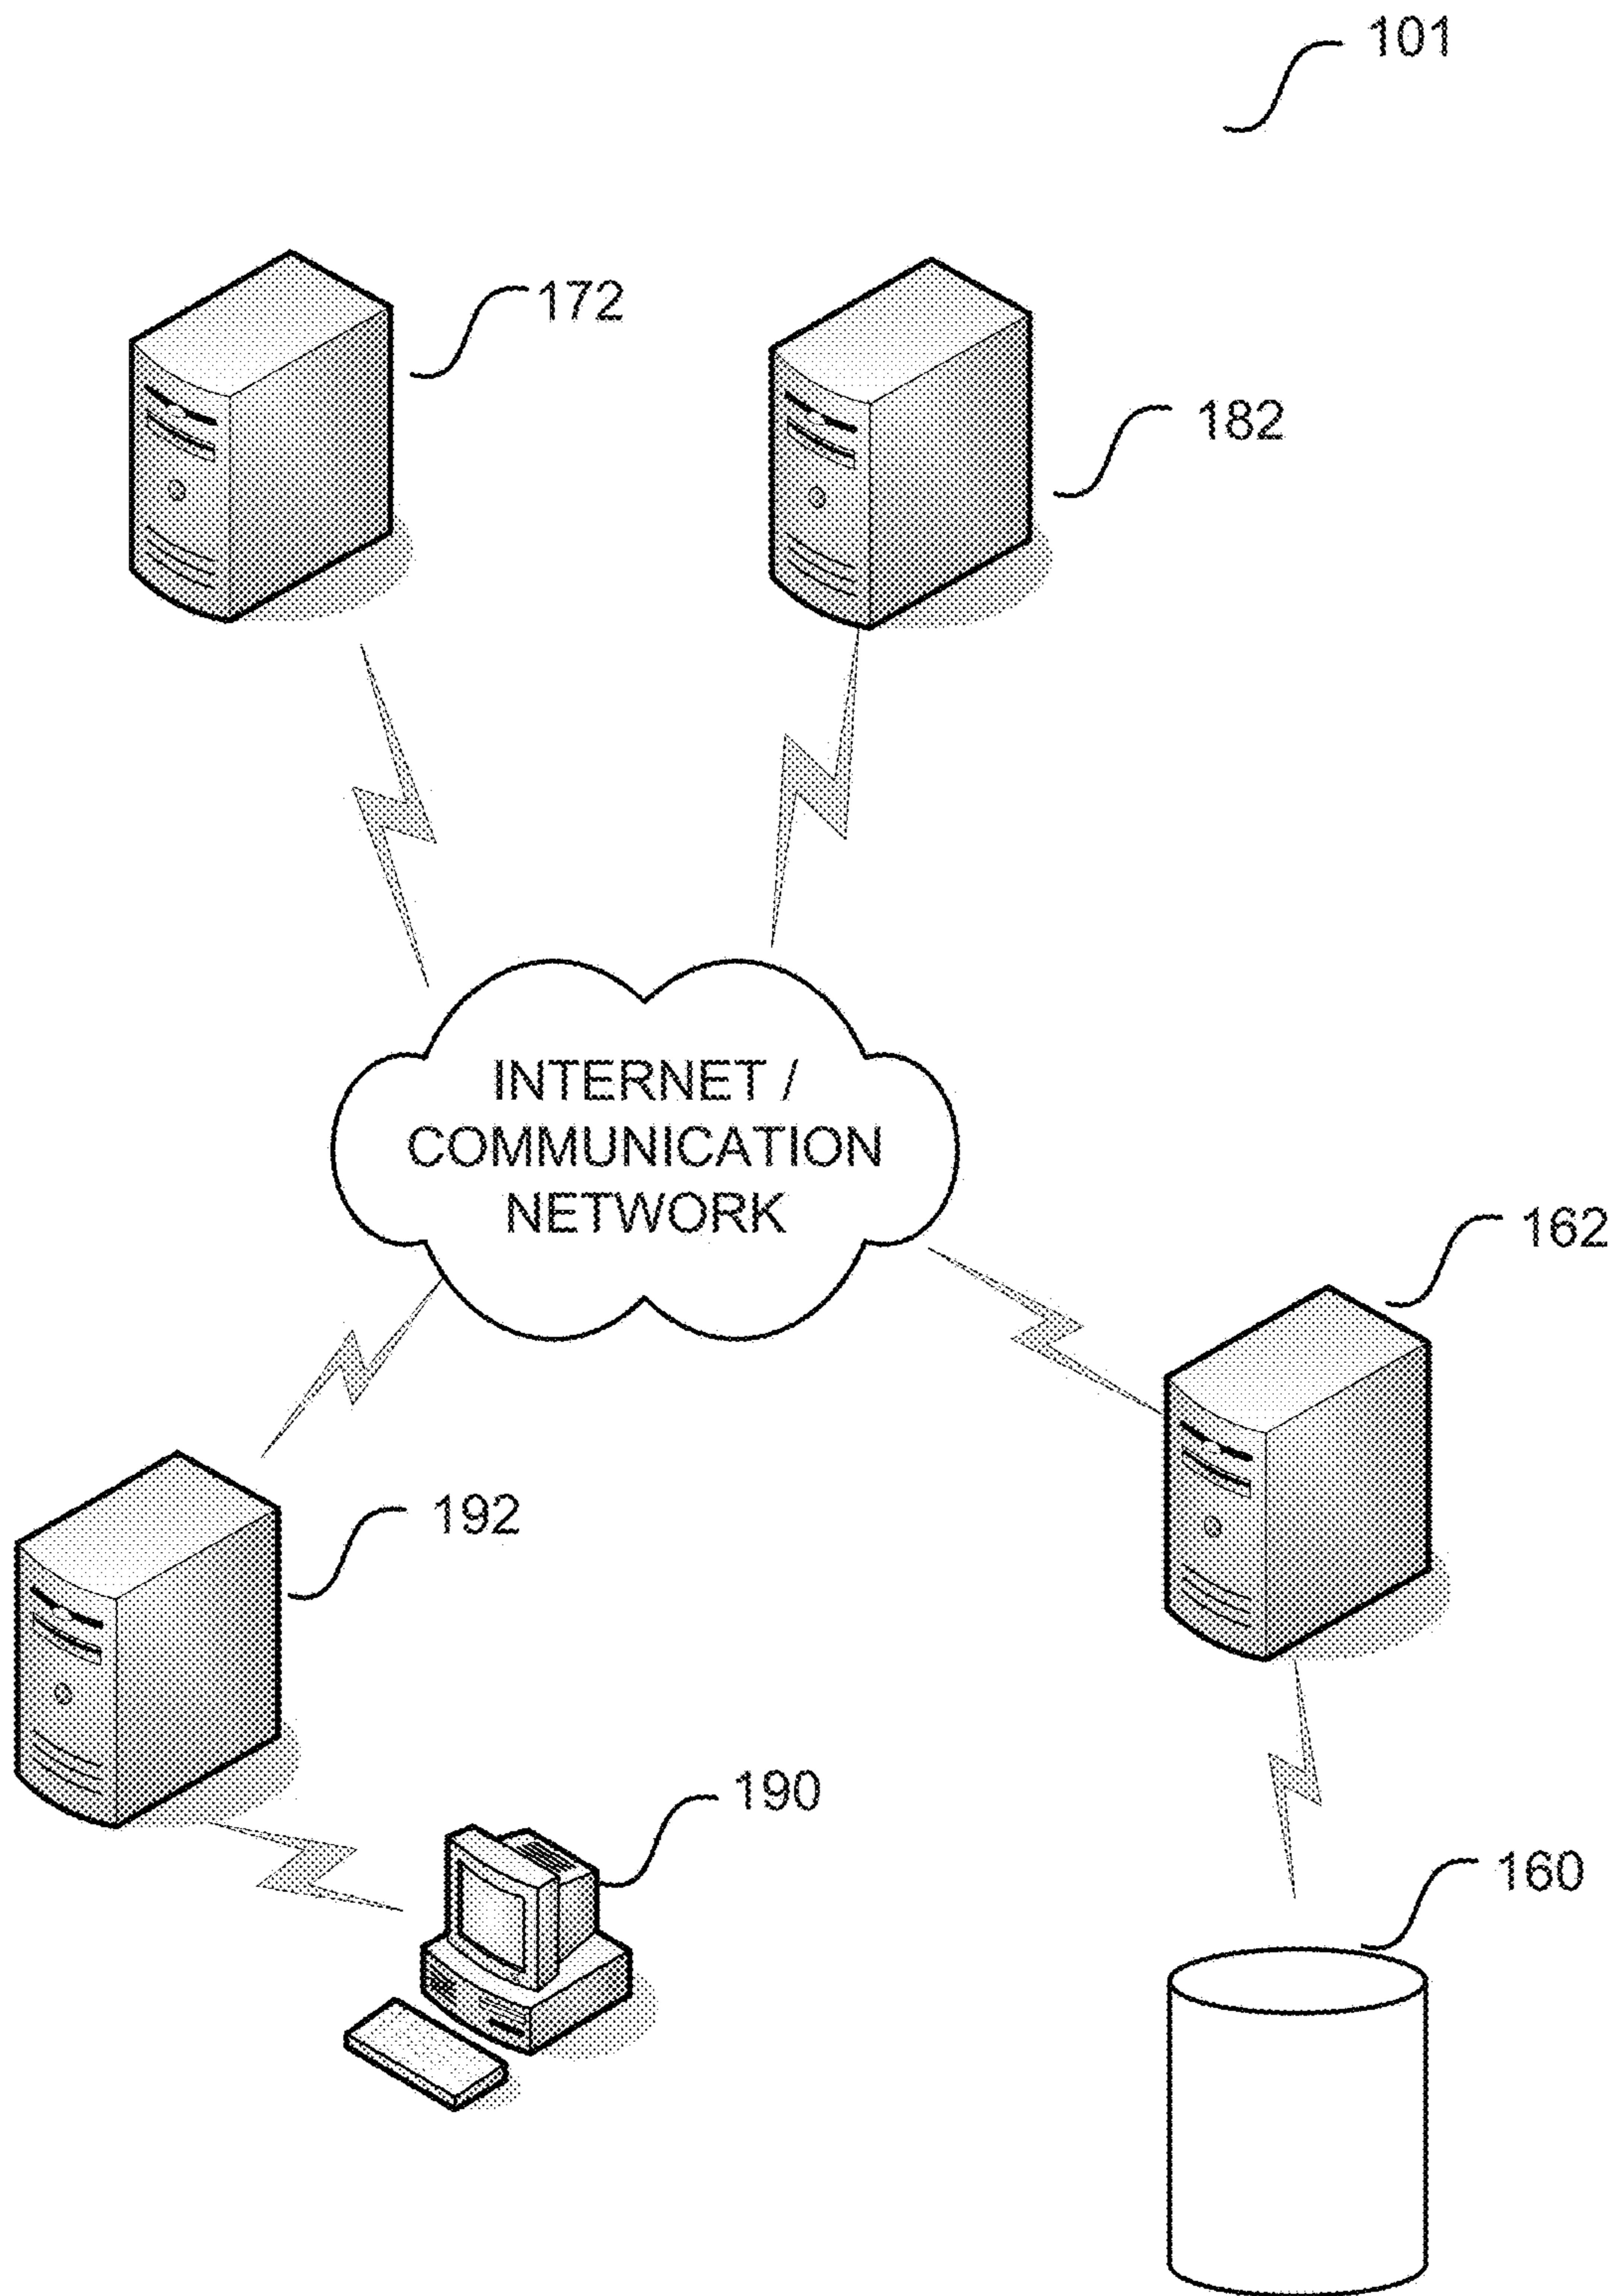 101
172
182
INTERNET /
COMMUNICATION
NETWORK
162
192
190
160